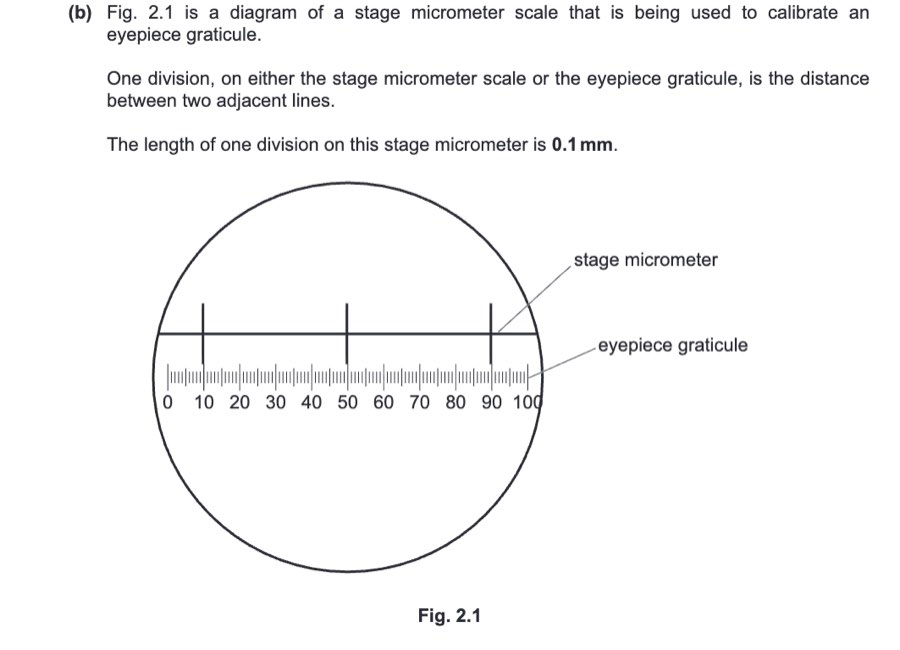 (b) Fig. 2.1 is a diagram of a stage micrometer scale that is being used to calibrate an
eyepiece graticule.
One division, on either the stage micrometer scale or the eyepiece graticule, is the distance
between two adjacent lines.
The length of one division on this stage micrometer is 0.1 mm.
stage micrometer
eyepiece graticule
0 10 20 30 40 50 60 70 80 90 100
Fig. 2.1